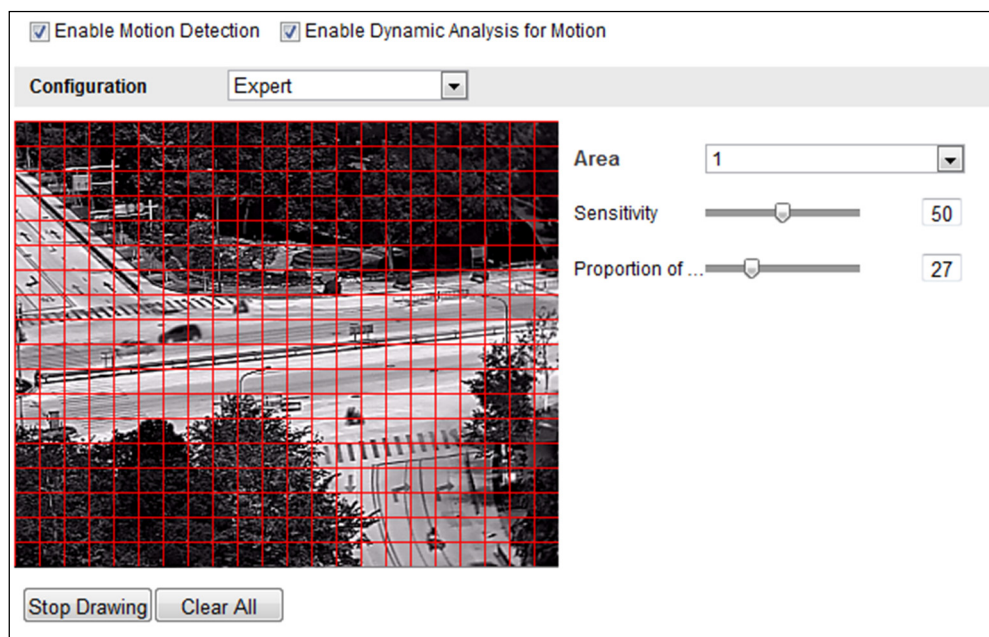 Enable Motion Detection Enable Dynamic Analysis for Motion
Configuration Expert
Area 1
Sensitivity 50
Proportion of ... 27
Stop Drawing Clear All